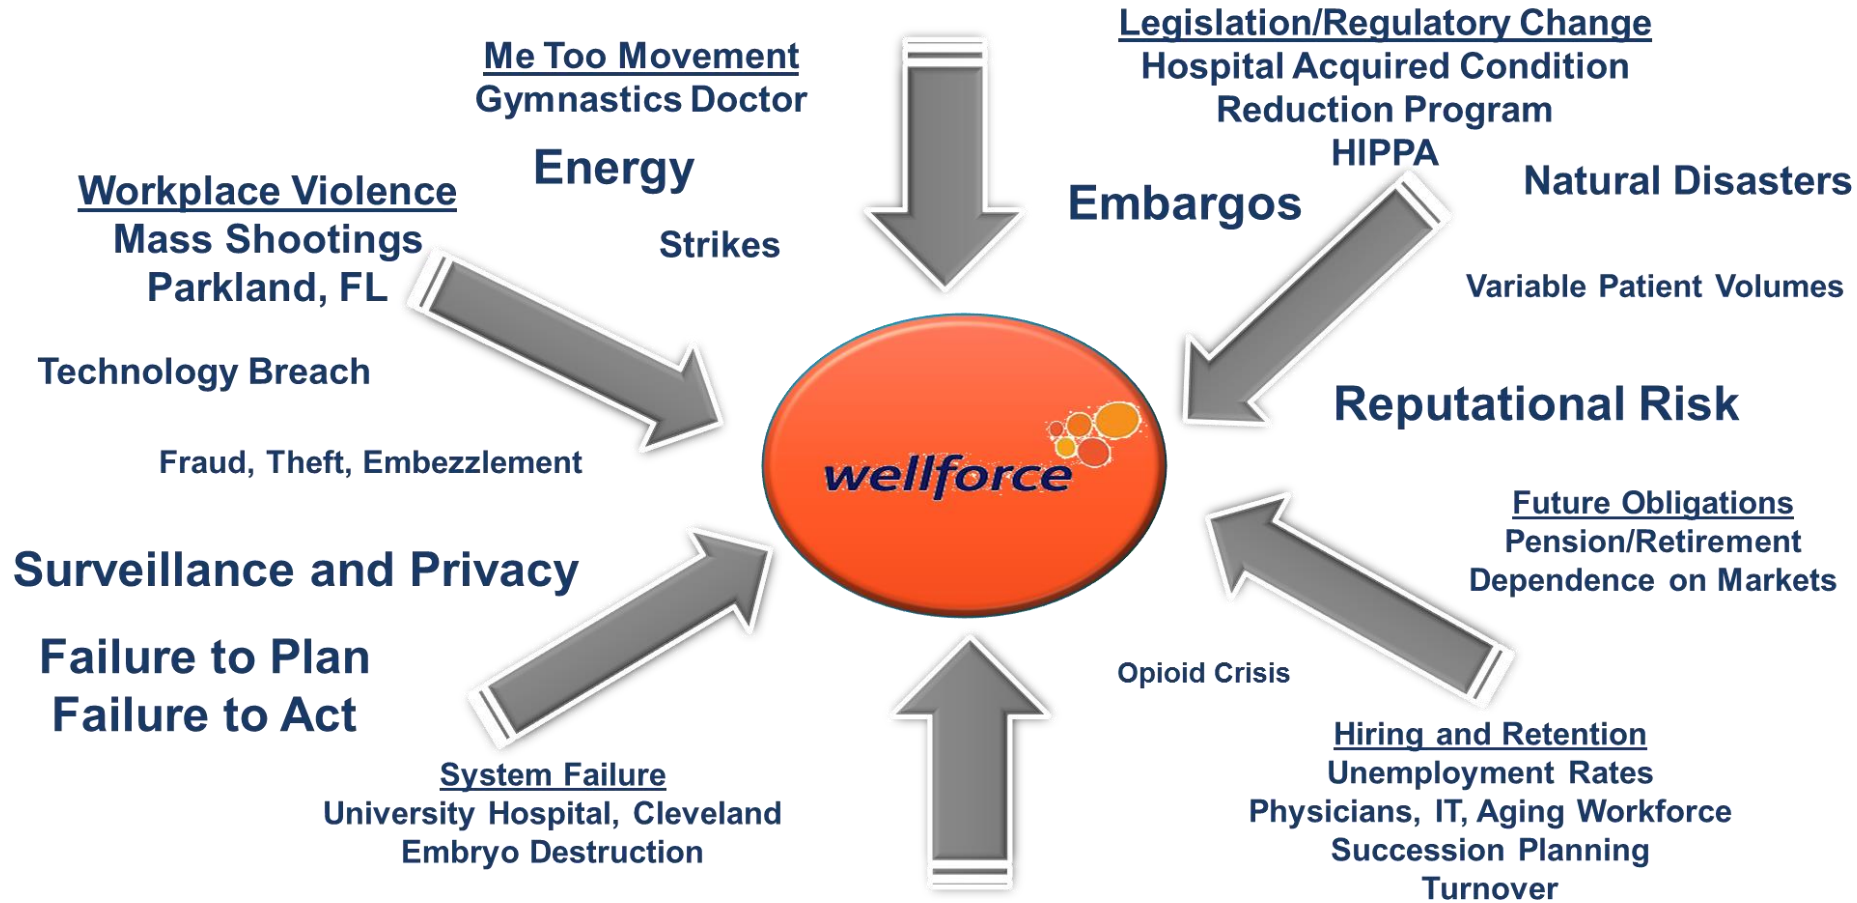 Me Too Movement
Gymnastics Doctor
Energy
Strikes
Legislation/Regulatory Change
Hospital Acquired Condition
Reduction Program
HIPPA
Embargos
Natural Disasters
Variable Patient Volumes
Workplace Violence
Mass Shootings
Parkland, FL
Technology Breach
Fraud, Theft, Embezzlement
wellforce
Reputational Risk
Future Obligations
Pension/Retirement
Dependence on Markets
Surveillance and Privacy
Failure to Plan
Failure to Act
System Failure
University Hospital, Cleveland
Embryo Destruction
Opioid Crisis
Hiring and Retention
Unemployment Rates
Physicians, IT, Aging Workforce
Succession Planning
Turnover